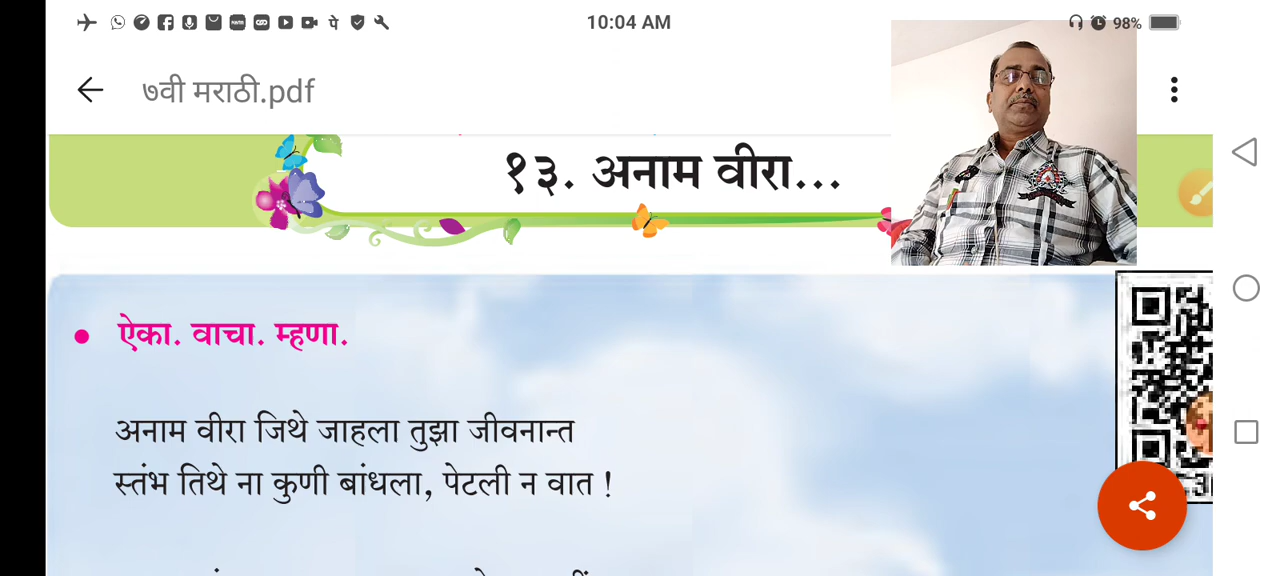 10:04 AM
98%
७वी मराठी.pdf
१३. अनाम वीरा...
• ऐका. वाचा. म्हणा.
अनाम वीरा जिथे जाहला तुझा जीवनान्त
स्तंभ तिथे ना कुणी बांधला, पेटली न वात !